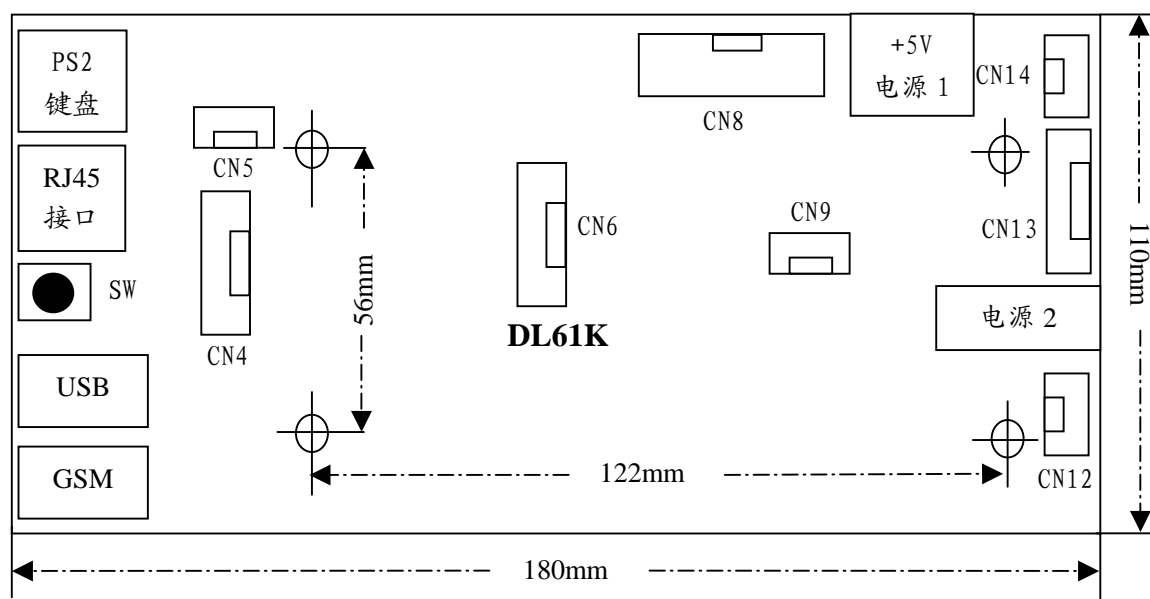 PS2
键盘
RJ45
接口
SW
USB
GSM
CN5
CN4
56mm
CN6
DL61K
CN8
+5V
电源 1
CN14
CN9
CN13
110mm
电源 2
CN12
122mm
180mm